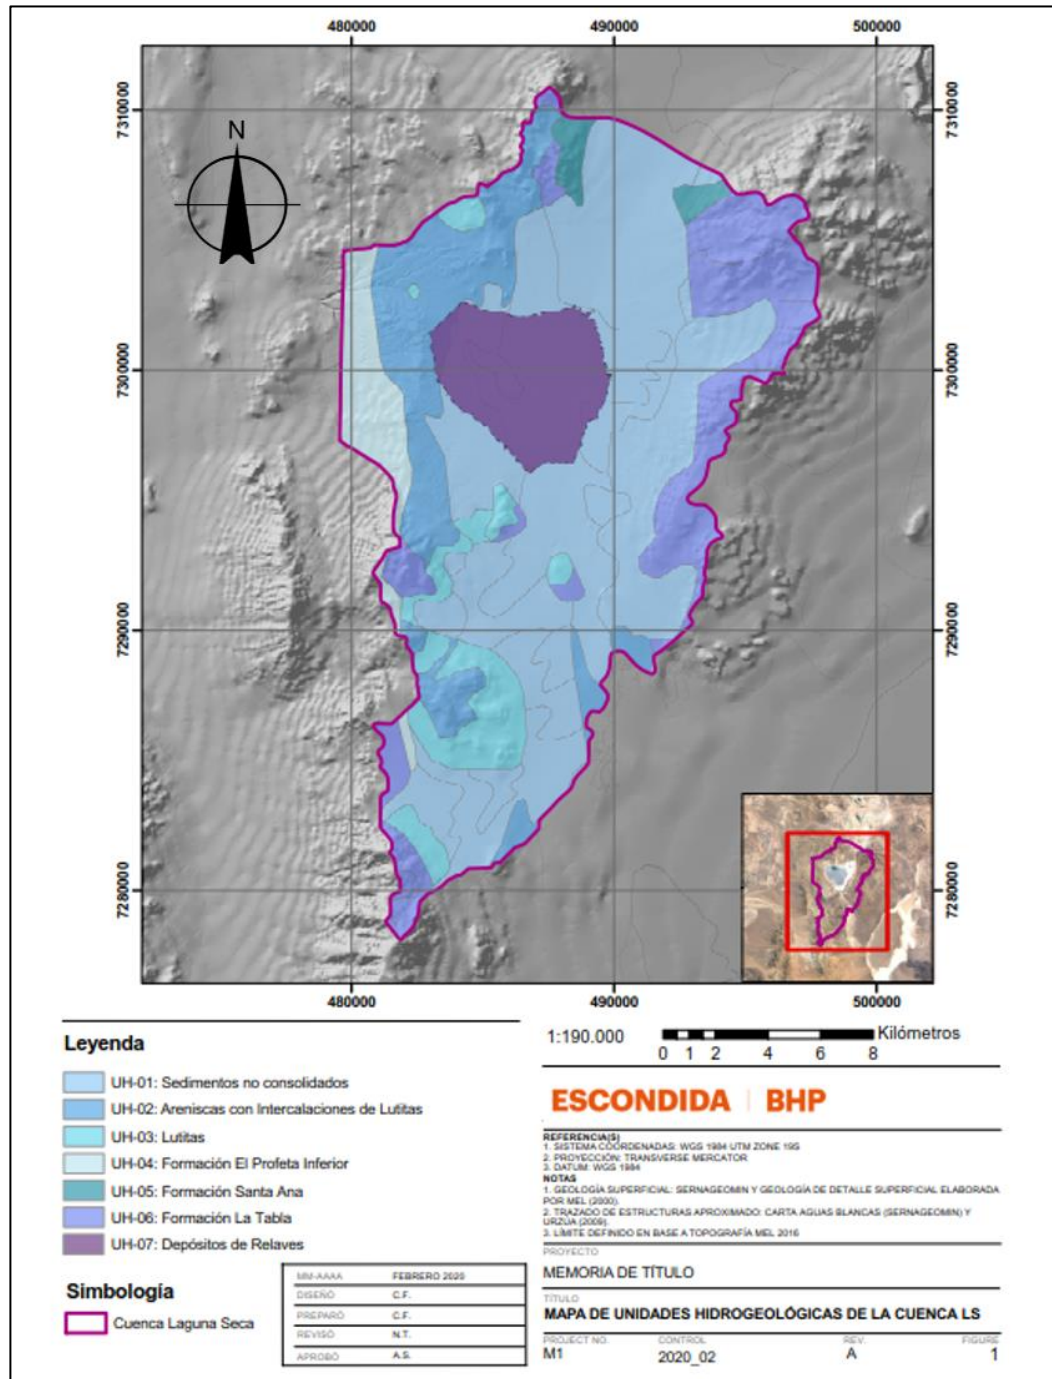 480000 490000 500000
7310000 7310000
N
7300000 7300000
7290000 7290000
7280000 7280000
480000 490000 500000
Leyenda
UH-01: Sedimentos no consolidados
UH-02: Areniscas con Intercalaciones de Lutitas
UH-03: Lutitas
UH-04: Formación El Profeta Inferior
UH-05: Formación Santa Ana
UH-06: Formación La Tabla
UH-07: Depósitos de Relaves
Simbología
Cuenca Laguna Seca
MM-AAAA FEBRERO 2020
DISEÑO C.F.
PREPARÓ C.F.
REVISÓ N.T.
APROBÓ A.S.
1:190.000 Kilómetros
0 1 2 4 6 8
ESCONDIDA | BHP
REFERENCIA(S)
1. SISTEMA COORDENADAS: WGS 1984 UTM ZONE 19S
2. PROYECCIÓN: TRANSVERSE MERCATOR
3. DATUM: WGS 1984
NOTAS
1. GEOLOGÍA SUPERFICIAL: SERNAGEOMIN Y GEOLOGÍA DE DETALLE SUPERFICIAL ELABORADA
POR MEL (2000).
2. TRAZADO DE ESTRUCTURAS APROXIMADO: CARTA AGUAS BLANCAS (SERNAGEOMIN) Y
URZÚA (2009).
3. LÍMITE DEFINIDO EN BASE A TOPOGRAFÍA MEL 2016
PROYECTO
MEMORIA DE TÍTULO
TÍTULO
MAPA DE UNIDADES HIDROGEOLÓGICAS DE LA CUENCA LS
PROJECT NO. CONTROL REV. FIGURE
M1 2020_02 A 1